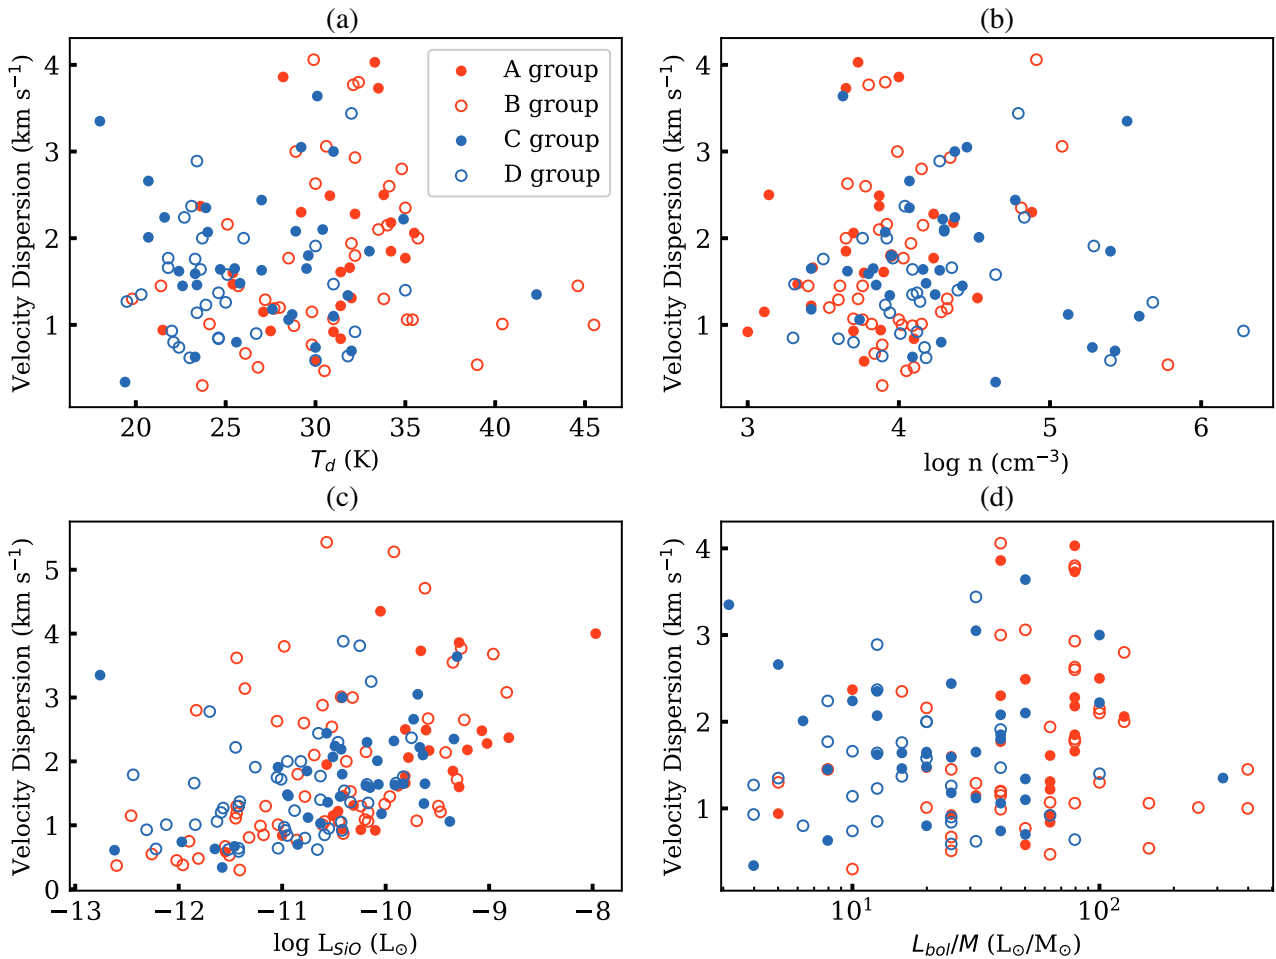 (a)
Velocity Dispersion (km s⁻¹)
4
3
2
1
20 25 30 35 40 45
T_d (K)
A group
B group
C group
D group
(b)
Velocity Dispersion (km s⁻¹)
4
3
2
1
3 4 5 6
log n (cm⁻³)
(c)
Velocity Dispersion (km s⁻¹)
5
4
3
2
1
0
−13 −12 −11 −10 −9 −8
log L_SiO (L_⊙)
(d)
Velocity Dispersion (km s⁻¹)
4
3
2
1
10¹ 10²
L_bol/M (L_⊙/M_⊙)